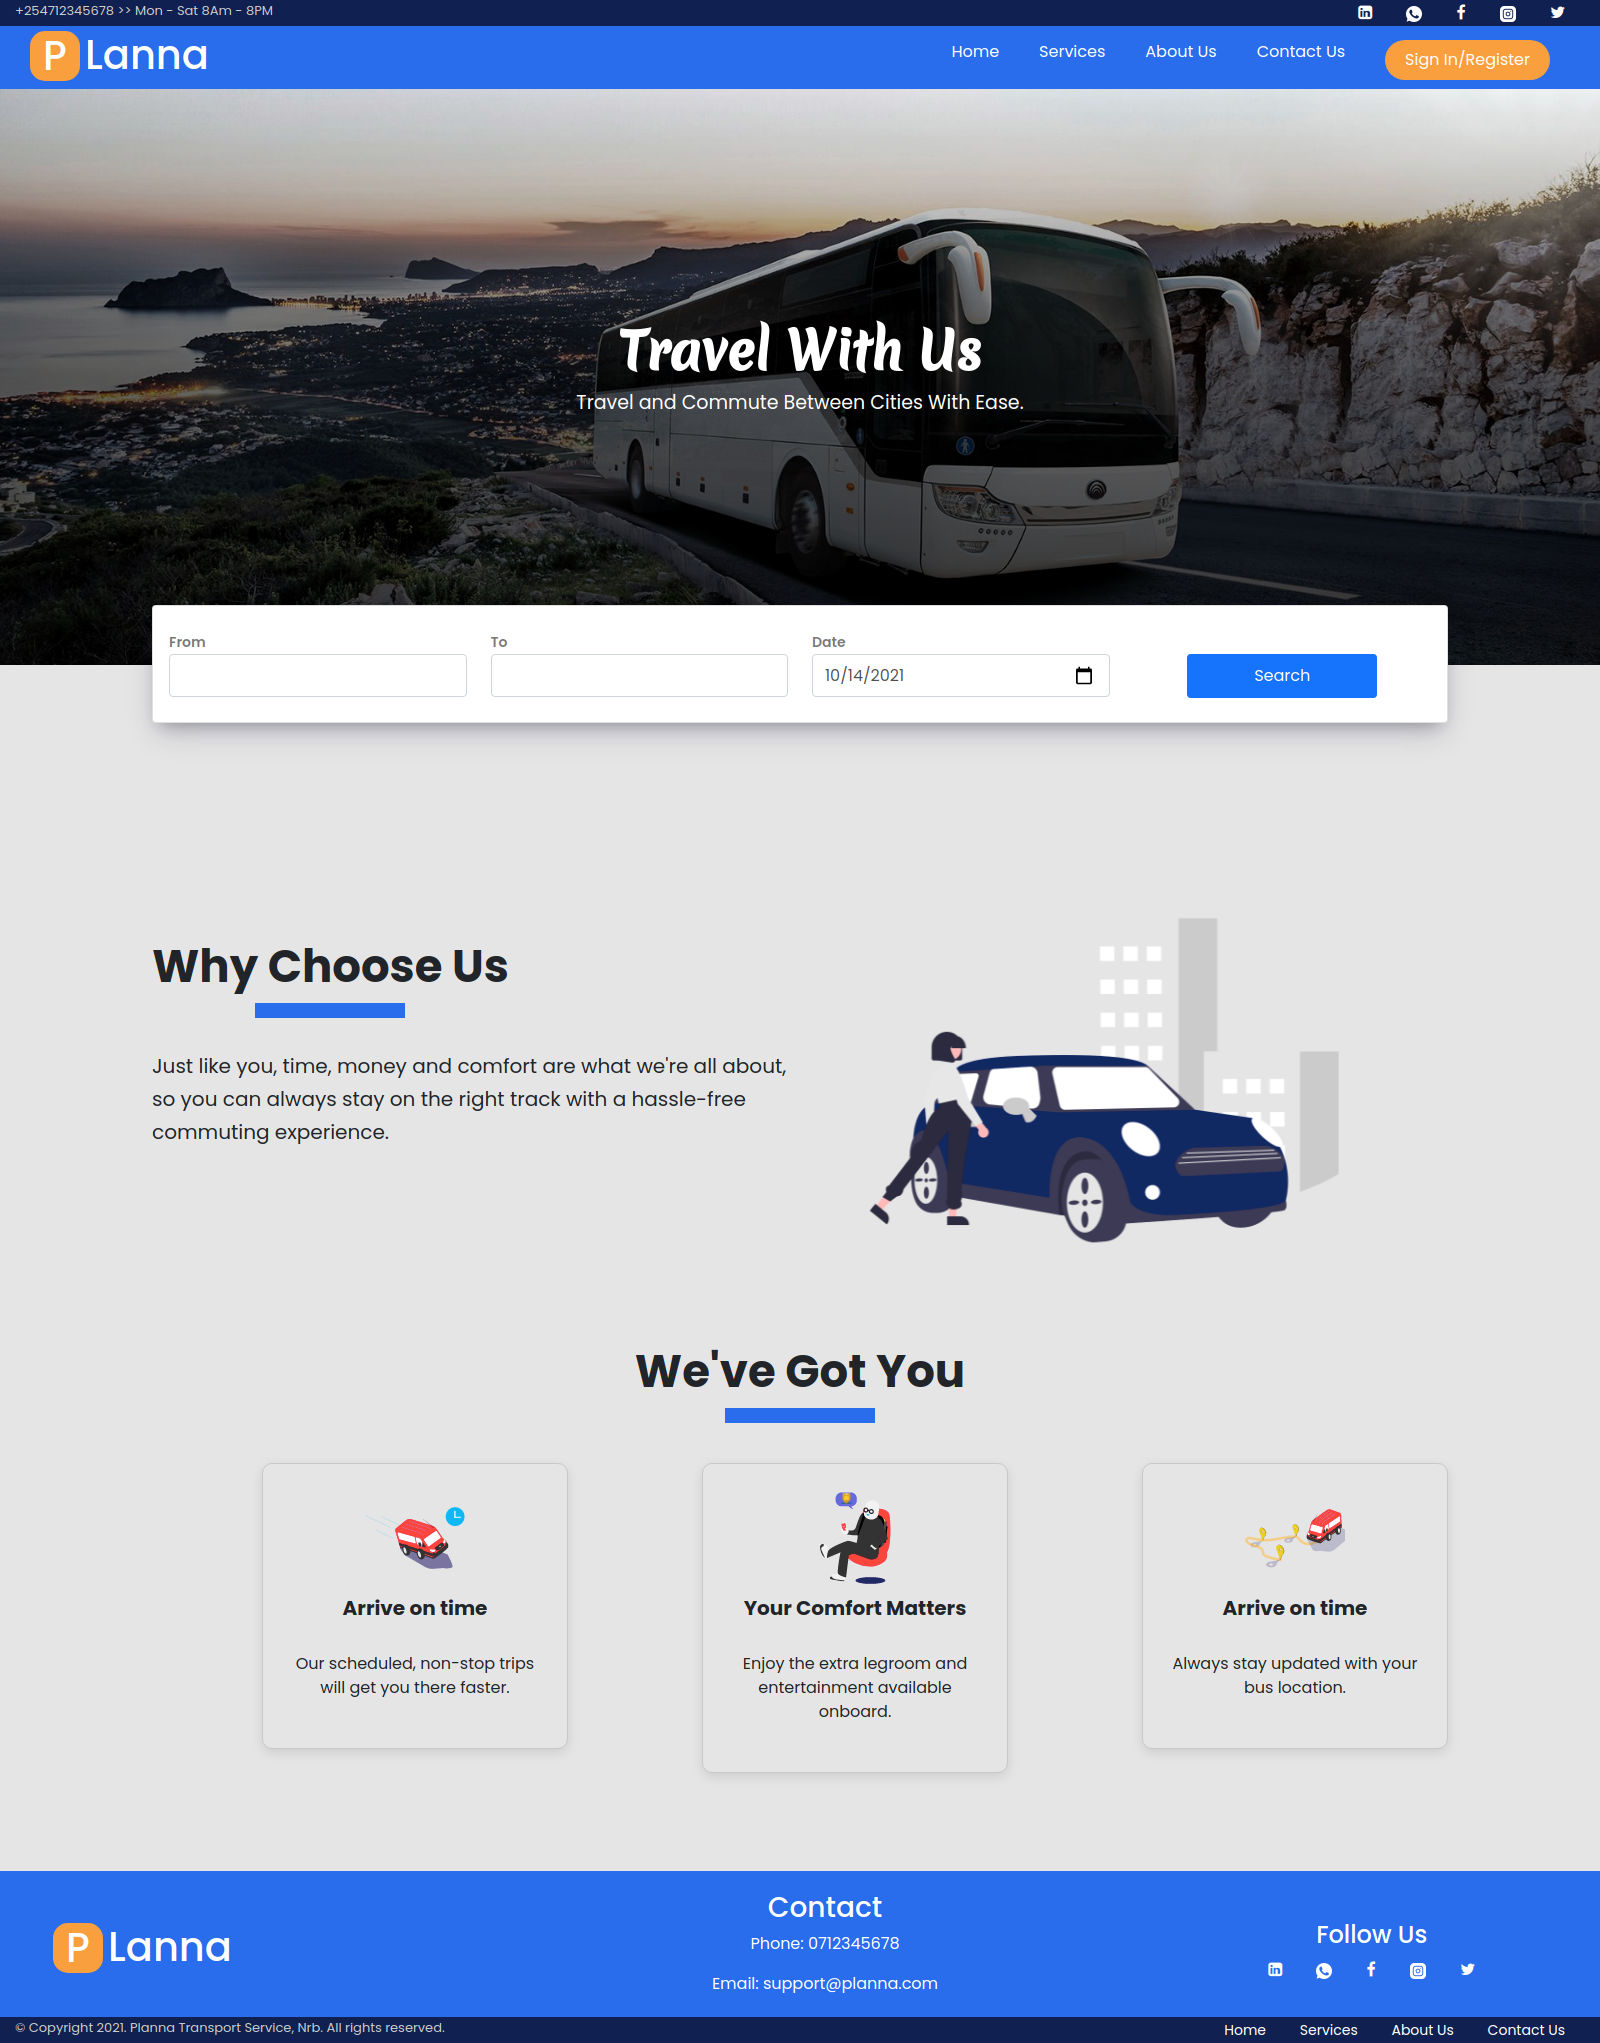 +254712345678 >> Mon - Sat 8Am - 8PM
P Lanna
Home Services About Us Contact Us Sign In/Register
Travel With Us
Travel and Commute Between Cities With Ease.
From To Date
10/14/2021 Search
Why Choose Us
Just like you, time, money and comfort are what we're all about,
so you can always stay on the right track with a hassle-free
commuting experience.
We've Got You
Arrive on time
Our scheduled, non-stop trips
will get you there faster.
Your Comfort Matters
Enjoy the extra legroom and
entertainment available
onboard.
Arrive on time
Always stay updated with your
bus location.
P Lanna
Contact
Phone: 0712345678
Email: support@planna.com
Follow Us
© Copyright 2021. Planna Transport Service, Nrb. All rights reserved.
Home Services About Us Contact Us